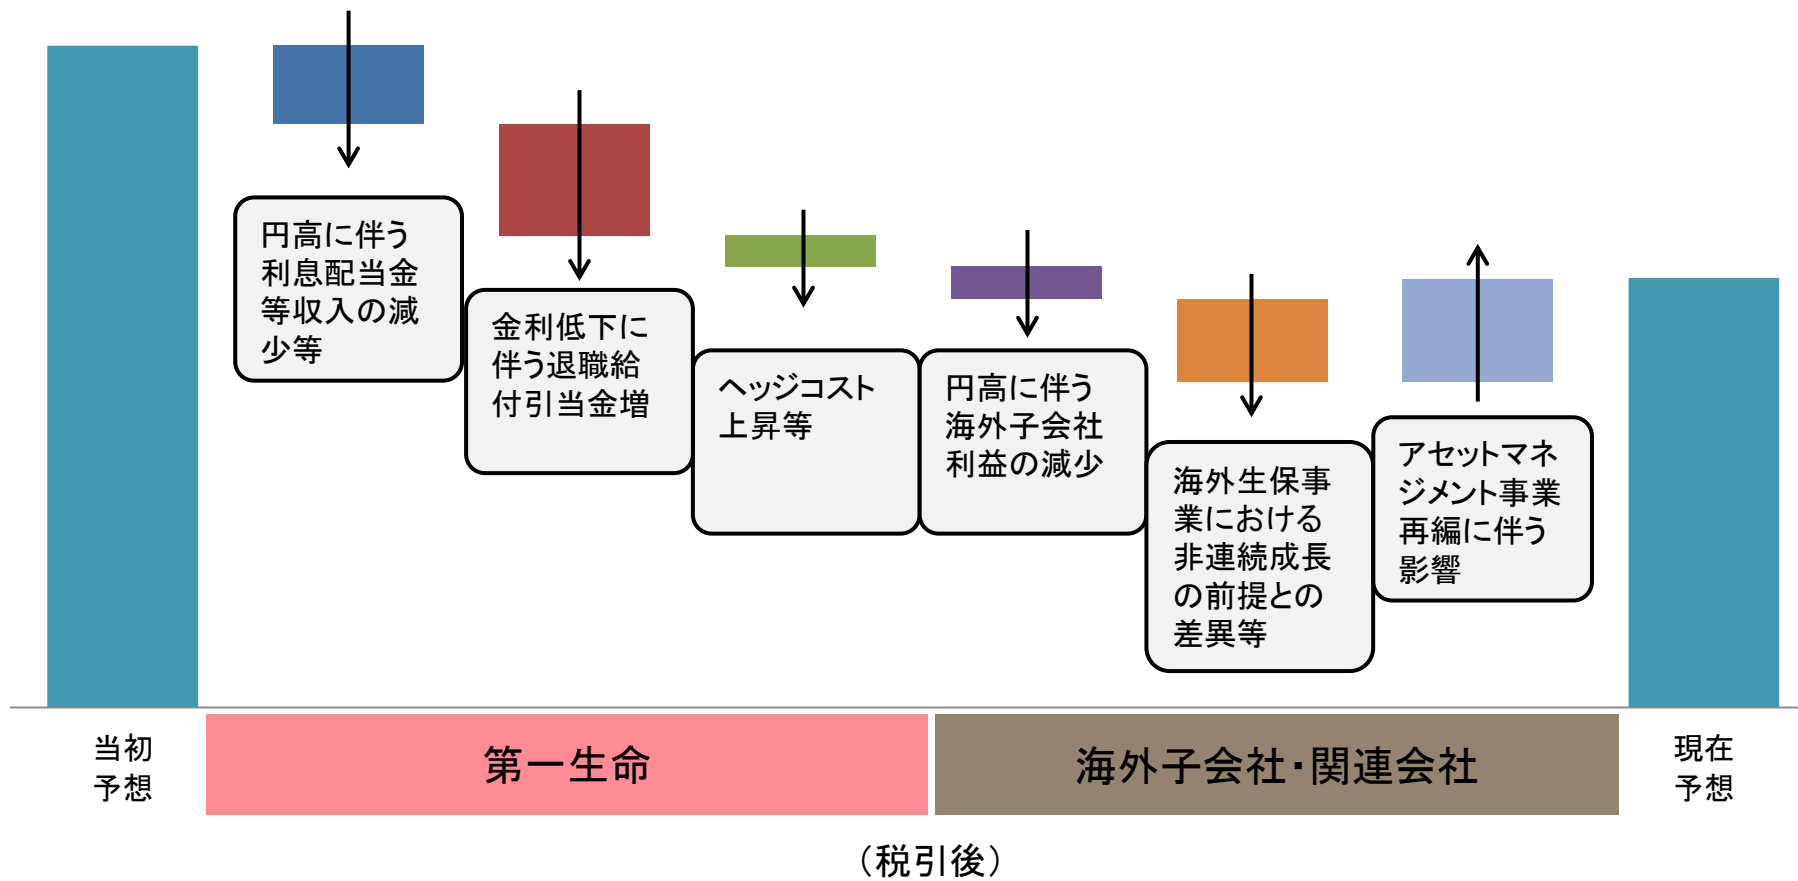 円高に伴う
利息配当金
等収入の減
少等
金利低下に
伴う退職給
付引当金増
ヘッジコスト
上昇等
円高に伴う
海外子会社
利益の減少
海外生保事
業における
非連続成長
の前提との
差異等
アセットマネ
ジメント事業
再編に伴う
影響
当初
予想
第一生命
海外子会社・関連会社
現在
予想
（税引後）